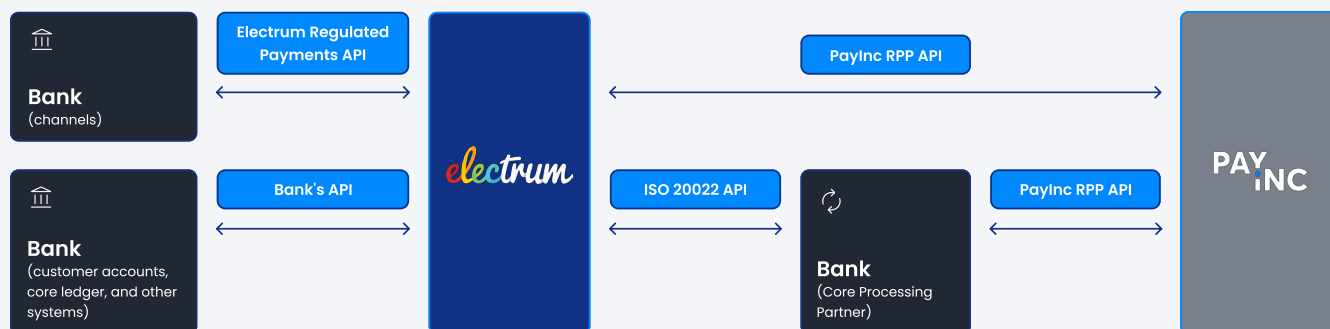 Bank
(channels)
Electrum Regulated
Payments API
PayInc RPP API
Bank
(customer accounts,
core ledger, and other
systems)
Bank's API
electrum
ISO 20022 API
Bank
(Core Processing
Partner)
PayInc RPP API
PAY
INC